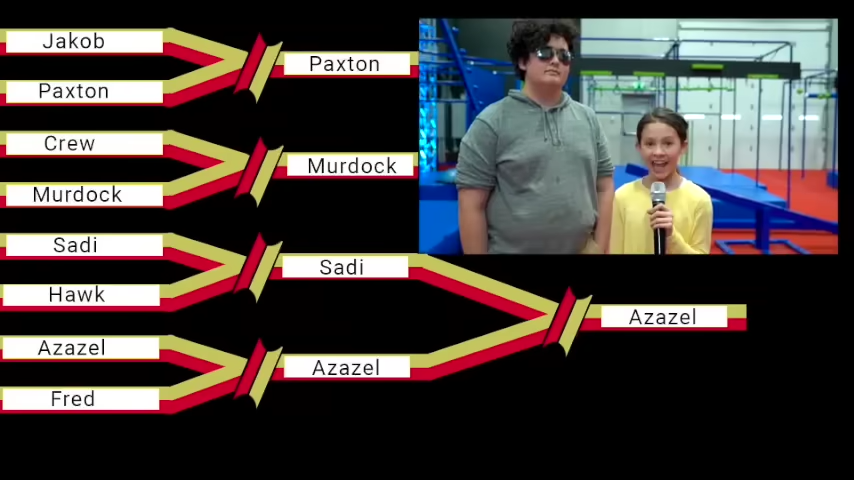 Jakob
Paxton
Paxton
Crew
Murdock
Murdock
Sadi
Sadi
Hawk
Azazel
Azazel
Azazel
Fred